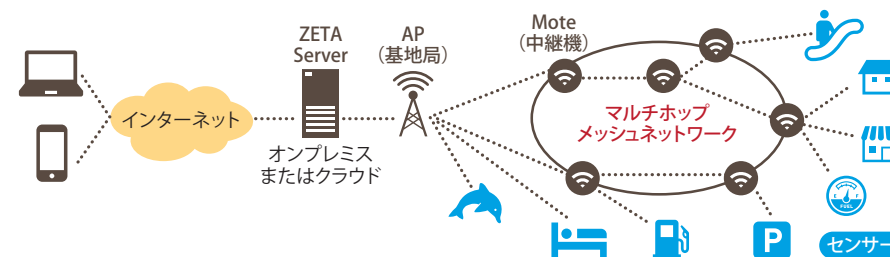 ZETA
Server
AP
（基地局）
Mote
（中継機）
インターネット
オンプレミス
またはクラウド
マルチホップ
メッシュネットワーク
FUEL
P
センサー